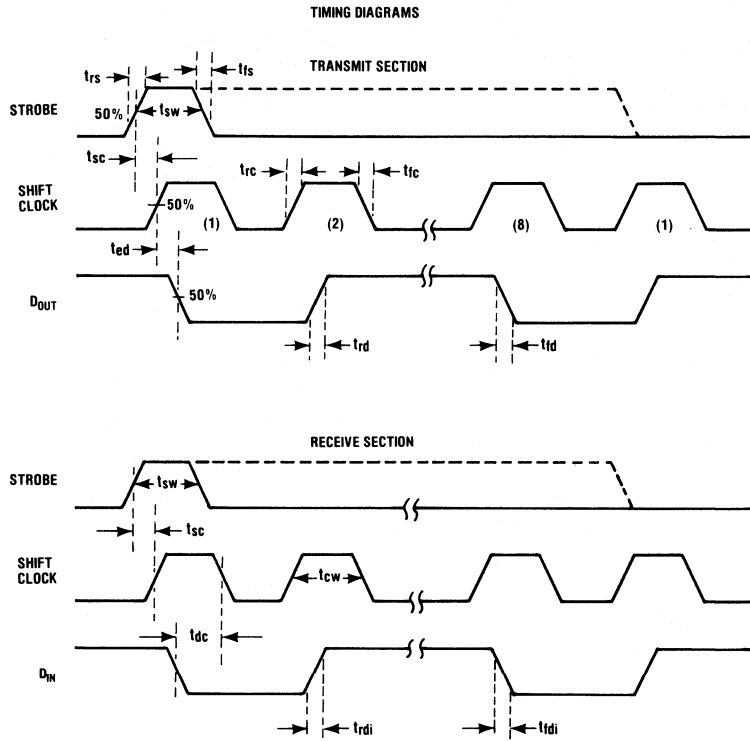 TIMING DIAGRAMS
TRANSMIT SECTION
trs
tfs
STROBE
50%
tsw
tsc
trc
tfc
SHIFT
CLOCK
50%
(1)
(2)
(8)
(1)
ted
DOUT
50%
trd
tfd
RECEIVE SECTION
STROBE
tsw
tsc
SHIFT
CLOCK
tcw
tdc
DIN
trdi
tfdi